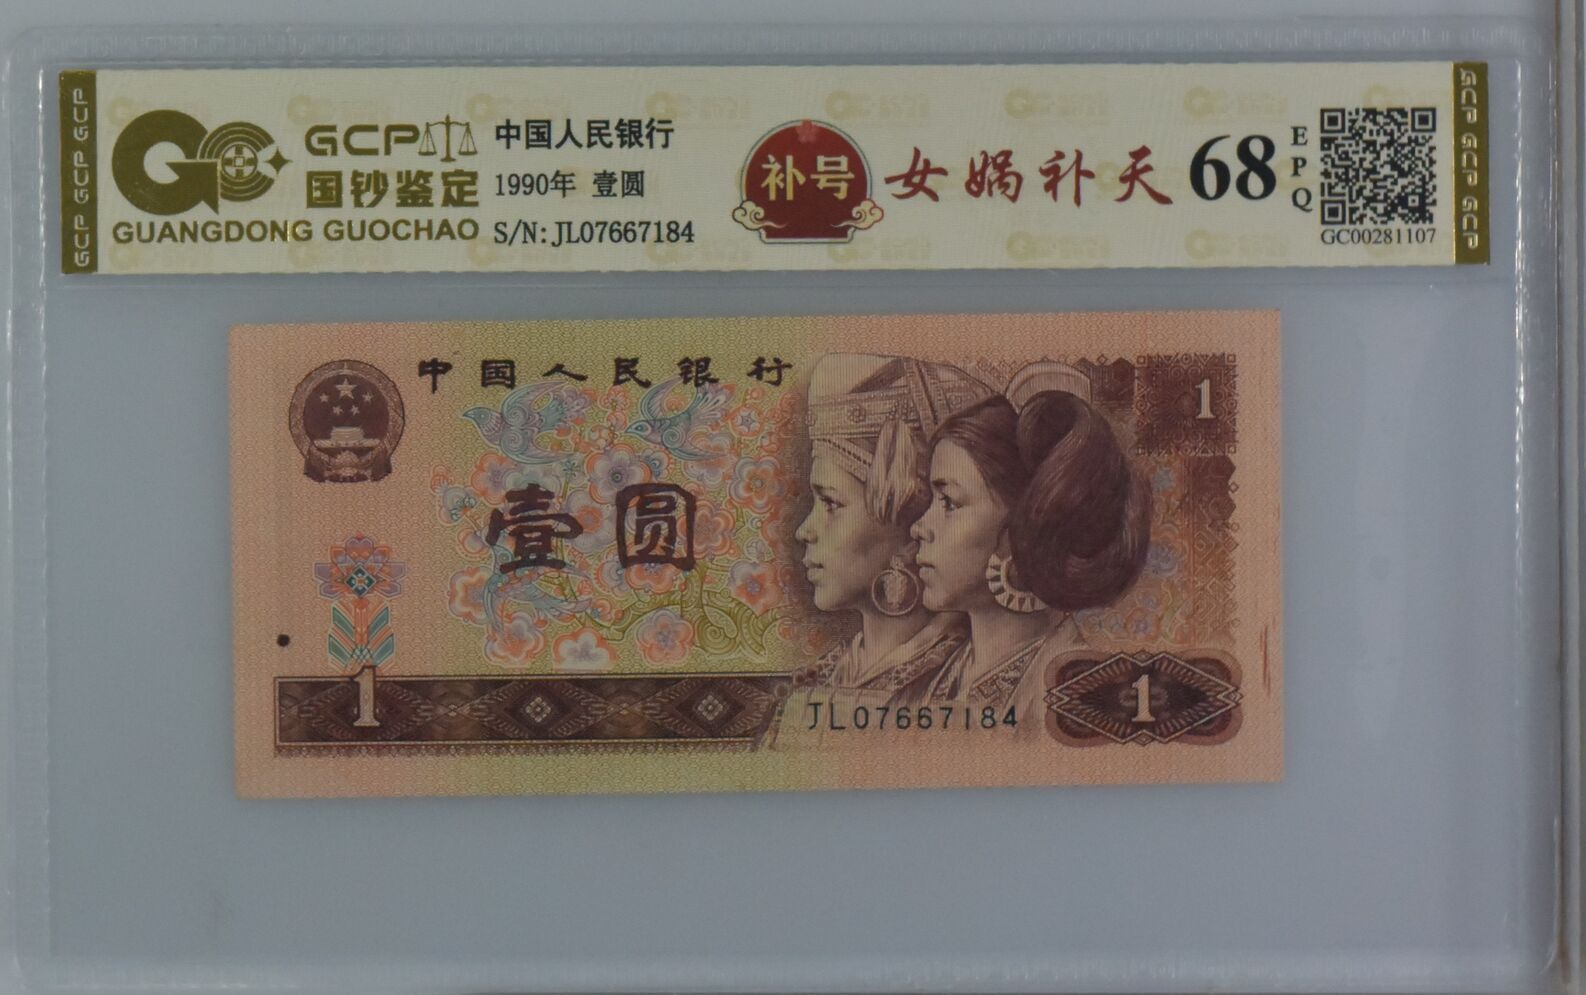 GCP GCP GCP
GCP
国钞鉴定
GUANGDONG GUOCHAO
中国人民银行
1990年 壹圆
S/N:JL07667184
补号
女娲补天
68
EPQ
GC00281107
GCP GCP GCP
中国人民银行
1
壹圆
1
JL07667184
1